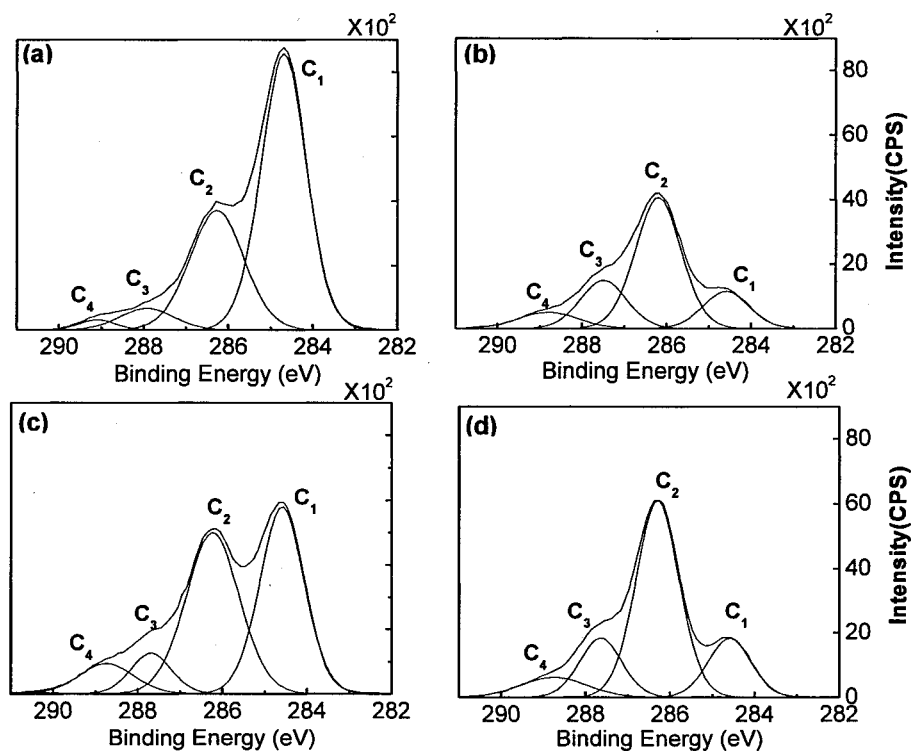 X10²
(a)
C₁
C₂
C₃
C₄
290 288 286 284 282
Binding Energy (eV)
X10²
(b)
C₂
C₃
C₄
C₁
80
60
40
20
0
Intensity(CPS)
290 288 286 284 282
Binding Energy (eV)
X10²
(c)
C₂
C₁
C₃
C₄
290 288 286 284 282
Binding Energy (eV)
X10²
(d)
C₂
C₃
C₁
C₄
80
60
40
20
0
Intensity(CPS)
290 288 286 284 282
Binding Energy (eV)